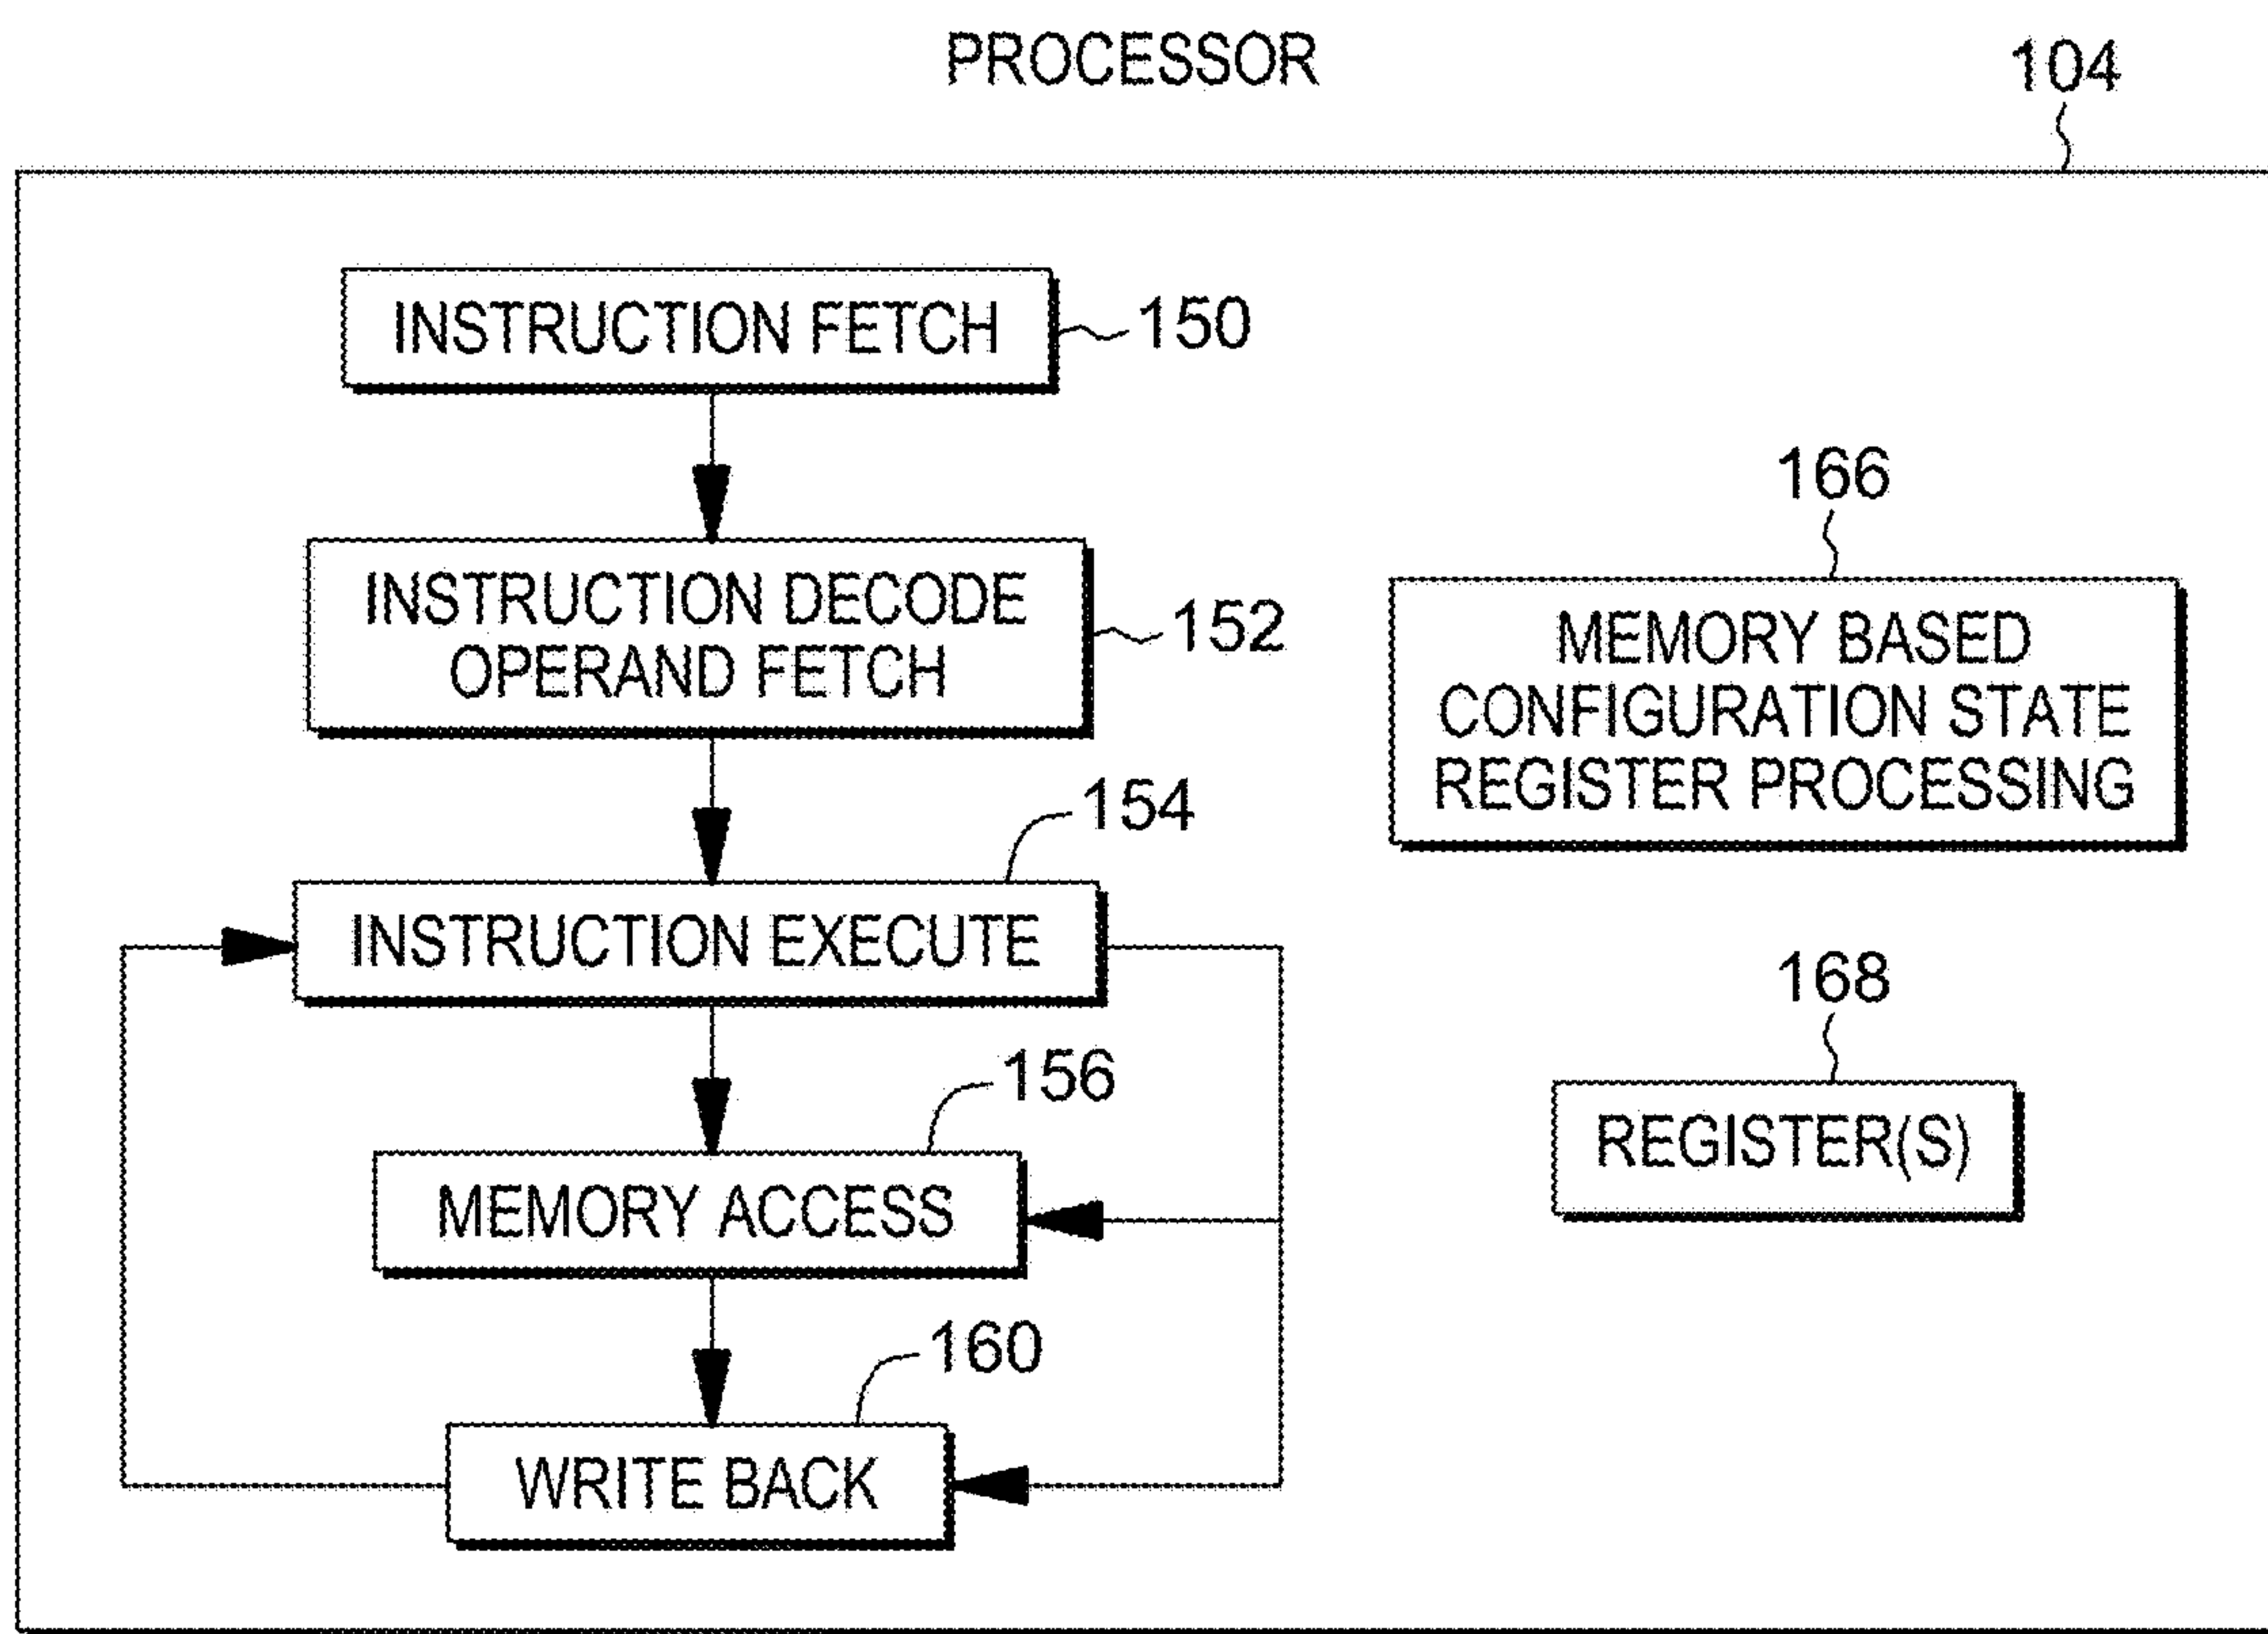 PROCESSOR
104
INSTRUCTION FETCH
150
INSTRUCTION DECODE
OPERAND FETCH
152
154
INSTRUCTION EXECUTE
156
MEMORY ACCESS
160
WRITE BACK
166
MEMORY BASED
CONFIGURATION STATE
REGISTER PROCESSING
168
REGISTER(S)